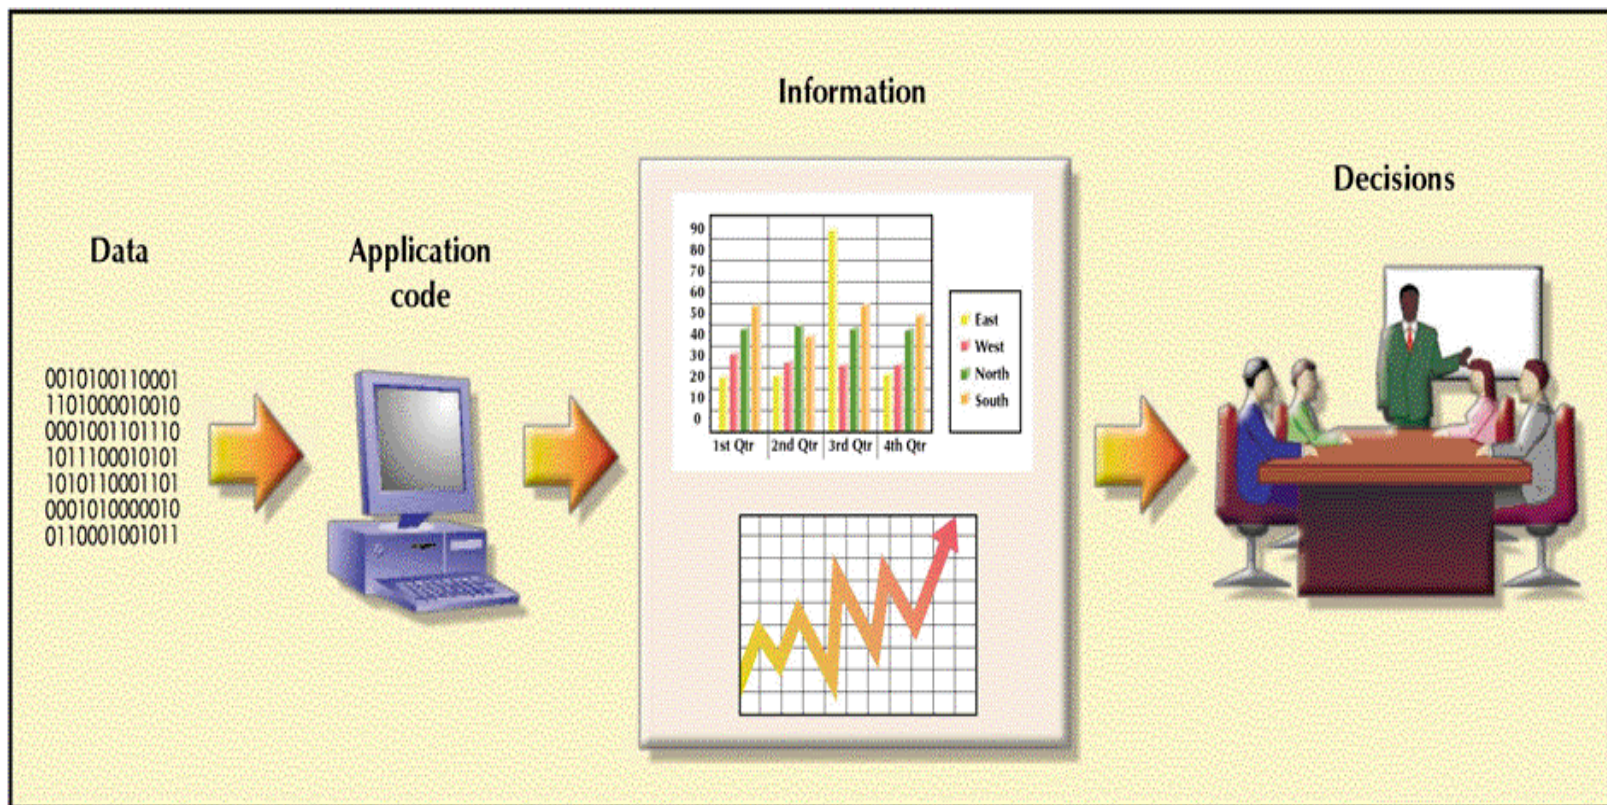 Information
Decisions
Data
Application
code
0010100110001
1101000010010
0001001101110
1011100010101
1010110001101
0001010000010
0110001001011
90
80
70
60
50
40
30
20
10
0
1st Qtr 2nd Qtr 3rd Qtr 4th Qtr
East
West
North
South